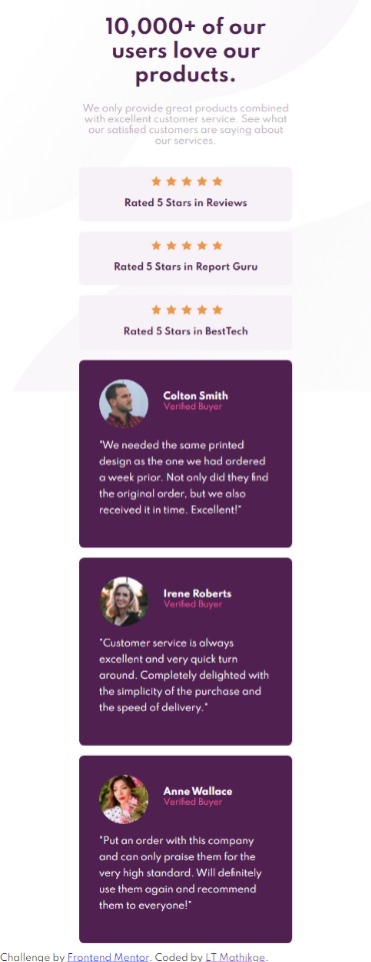 10,000+ of our
users love our
products.
We only provide great products combined
with excellent customer service. See what
our satisfied customers are saying about
our services.
Rated 5 Stars in Reviews
Rated 5 Stars in Report Guru
Rated 5 Stars in BestTech
Colton Smith
Verified Buyer
"We needed the same printed
design as the one we had ordered
a week prior. Not only did they find
the original order, but we also
received it in time. Excellent!"
Irene Roberts
Verified Buyer
"Customer service is always
excellent and very quick turn
around. Completely delighted with
the simplicity of the purchase and
the speed of delivery."
Anne Wallace
Verified Buyer
"Put an order with this company
and can only praise them for the
very high standard. Will definitely
use them again and recommend
them to everyone!"
Challenge by Frontend Mentor. Coded by LT Mathikge.